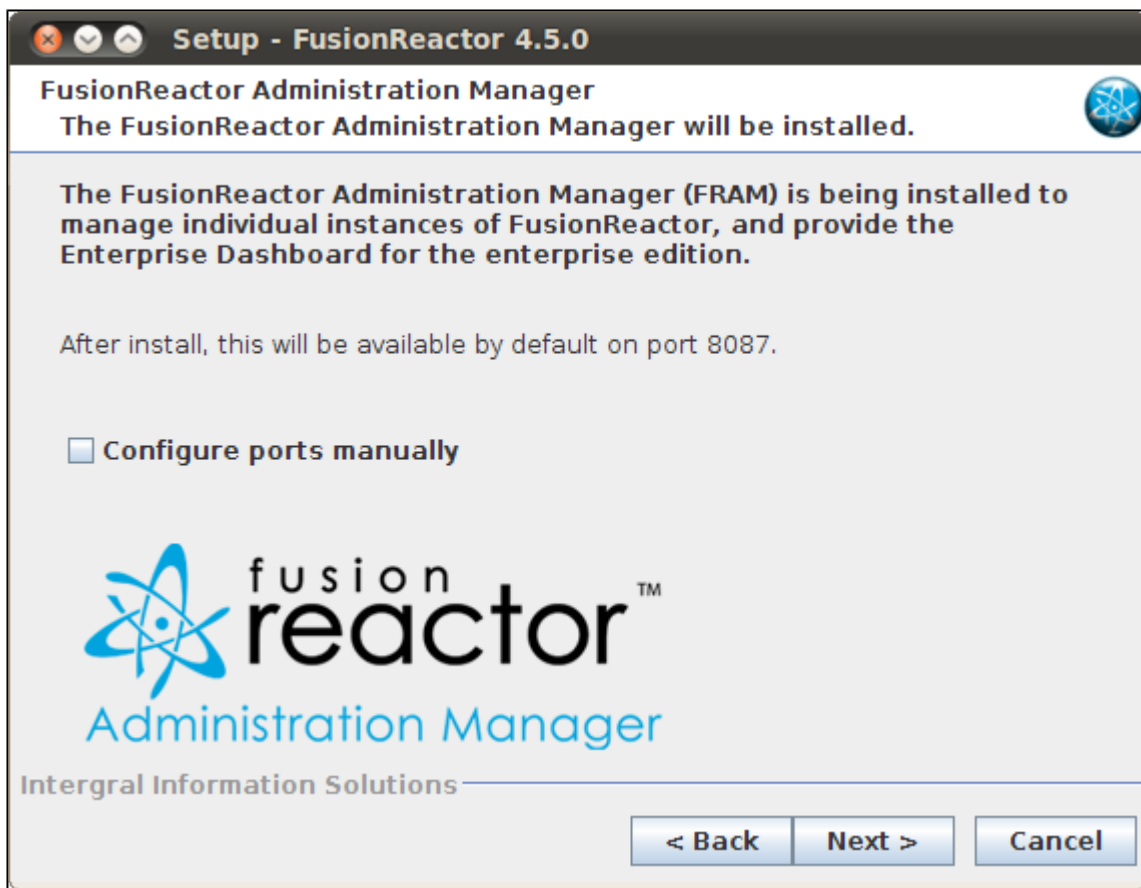 Setup - FusionReactor 4.5.0
FusionReactor Administration Manager
The FusionReactor Administration Manager will be installed.
The FusionReactor Administration Manager (FRAM) is being installed to
manage individual instances of FusionReactor, and provide the
Enterprise Dashboard for the enterprise edition.
After install, this will be available by default on port 8087.
Configure ports manually
fusion
reactor™
Administration Manager
Intergral Information Solutions
< Back Next > Cancel